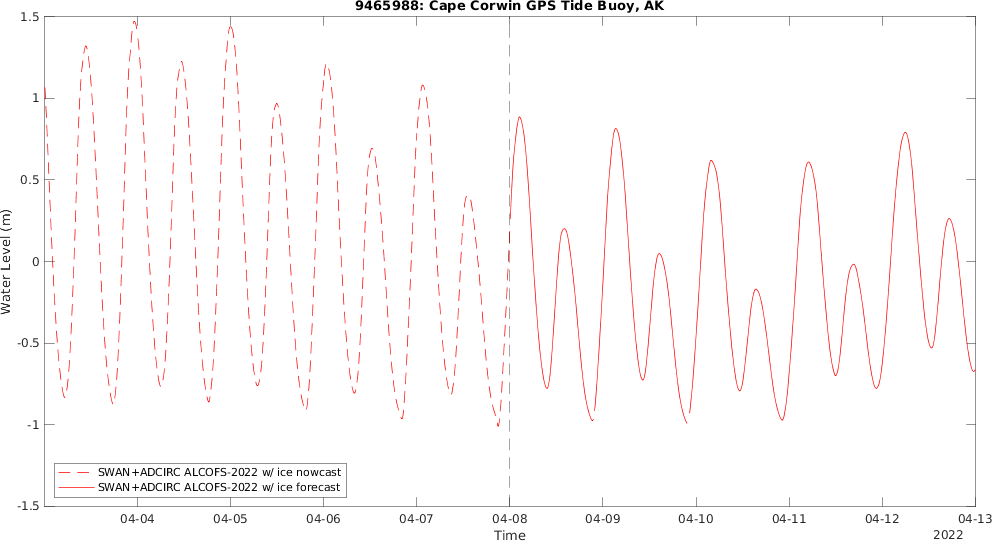 9465988: Cape Corwin GPS Tide Buoy, AK
1.5
1
0.5
0
-0.5
-1
-1.5
Water Level (m)
SWAN+ADCIRC ALCOFS-2022 w/ ice nowcast
SWAN+ADCIRC ALCOFS-2022 w/ ice forecast
04-04 04-05 04-06 04-07 04-08 04-09 04-10 04-11 04-12 04-13
Time
2022